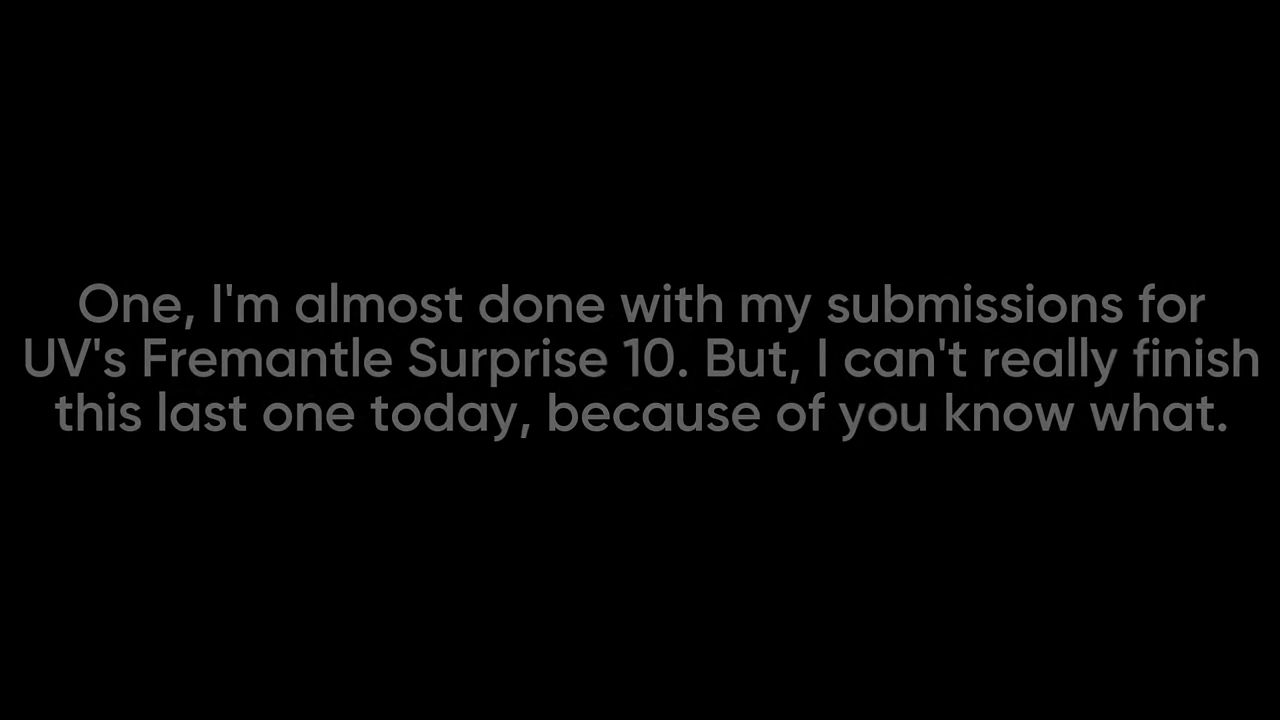 One, I'm almost done with my submissions for
UV's Fremantle Surprise 10. But, I can't really finish
this last one today, because of you know what.